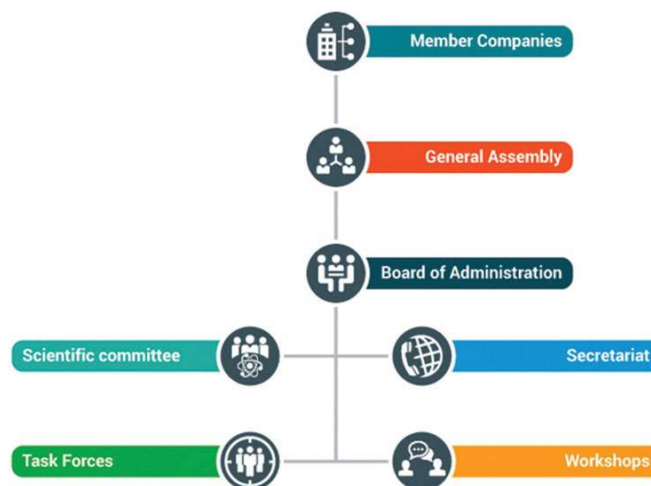 Member Companies
General Assembly
Board of Administration
Scientific committee
Secretariat
Task Forces
Workshops